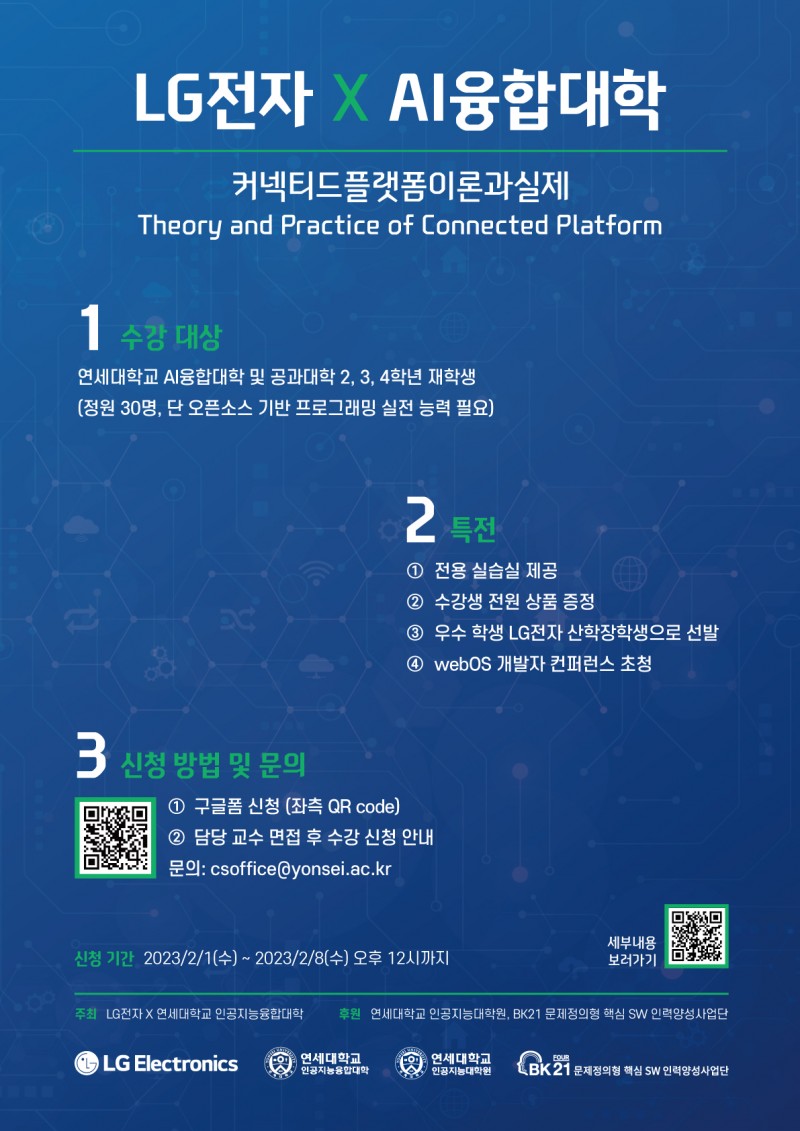 LG전자 X AI융합대학
커넥티드플랫폼이론과실제
Theory and Practice of Connected Platform
1 수강 대상
연세대학교 AI융합대학 및 공과대학 2, 3, 4학년 재학생
(정원 30명, 단 오픈소스 기반 프로그래밍 실전 능력 필요)
2 특전
① 전용 실습실 제공
② 수강생 전원 상품 증정
③ 우수 학생 LG전자 산학장학생으로 선발
④ webOS 개발자 컨퍼런스 초청
3 신청 방법 및 문의
① 구글폼 신청 (좌측 QR code)
② 담당 교수 면접 후 수강 신청 안내
문의: csoffice@yonsei.ac.kr
신청 기간 2023/2/1(수) ~ 2023/2/8(수) 오후 12시까지
세부내용
보러가기
주최 LG전자 X 연세대학교 인공지능융합대학
후원 연세대학교 인공지능대학원, BK21 문제정의형 핵심 SW 인력양성사업단
LG Electronics
연세대학교
인공지능융합대학
연세대학교
인공지능대학원
FOUR
BK21 문제정의형 핵심 SW 인력양성사업단